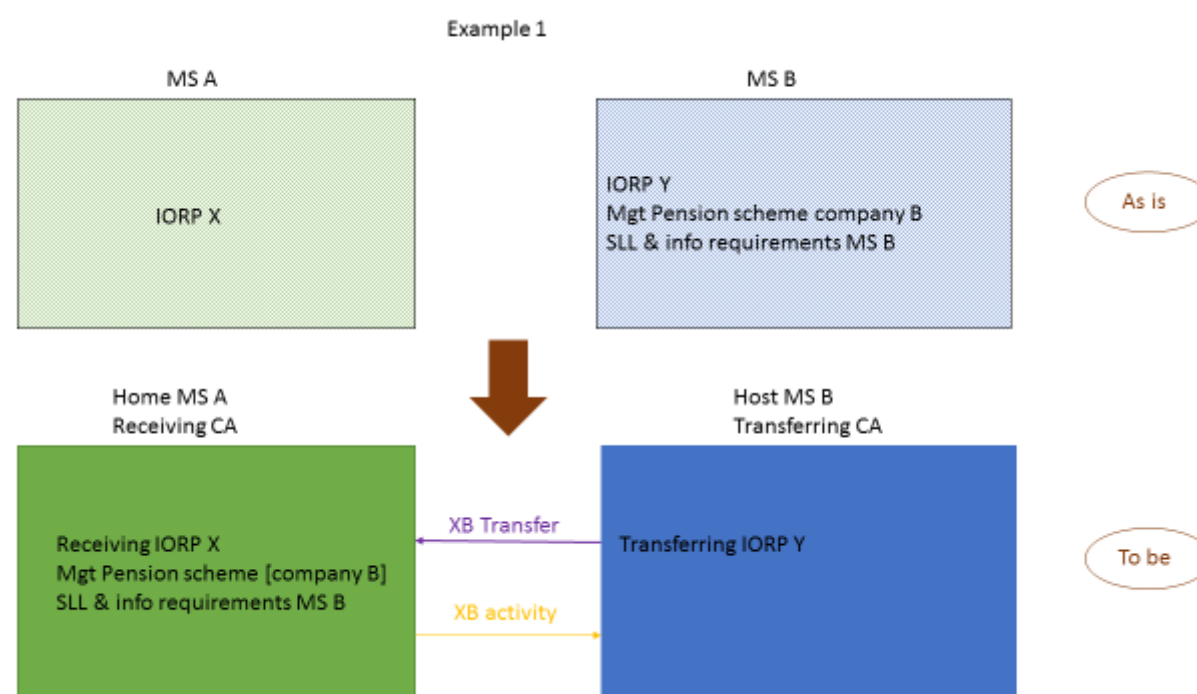 Example 1
MS A
MS B
IORP X
IORP Y
Mgt Pension scheme company B
SLL & info requirements MS B
As is
Home MS A
Receiving CA
Host MS B
Transferring CA
Receiving IORP X
Mgt Pension scheme [company B]
SLL & info requirements MS B
XB Transfer
XB activity
Transferring IORP Y
To be